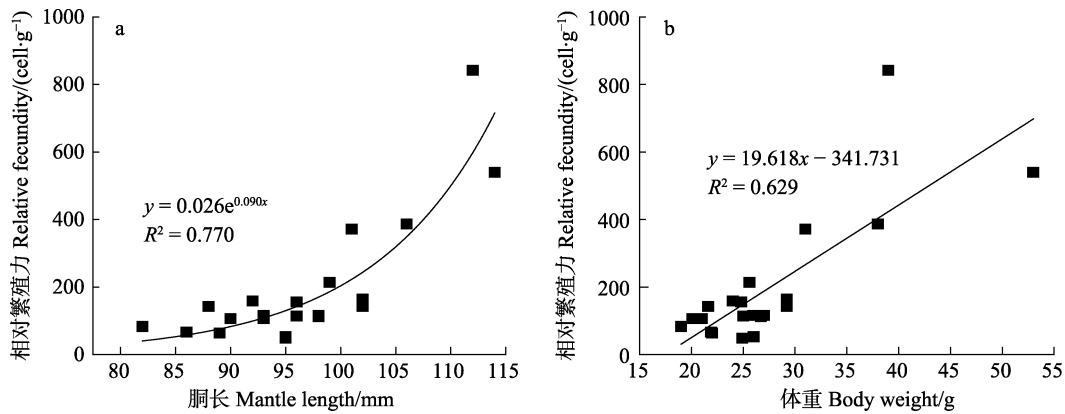 相对繁殖力 Relative fecundity/(cell·g⁻¹)
1000
800
600
400
200
0
a
y = 0.026e^0.090x
R² = 0.770
80 85 90 95 100 105 110 115
胴长 Mantle length/mm
相对繁殖力 Relative fecundity/(cell·g⁻¹)
1000
800
600
400
200
0
b
y = 19.618x − 341.731
R² = 0.629
15 20 25 30 35 40 45 50 55
体重 Body weight/g